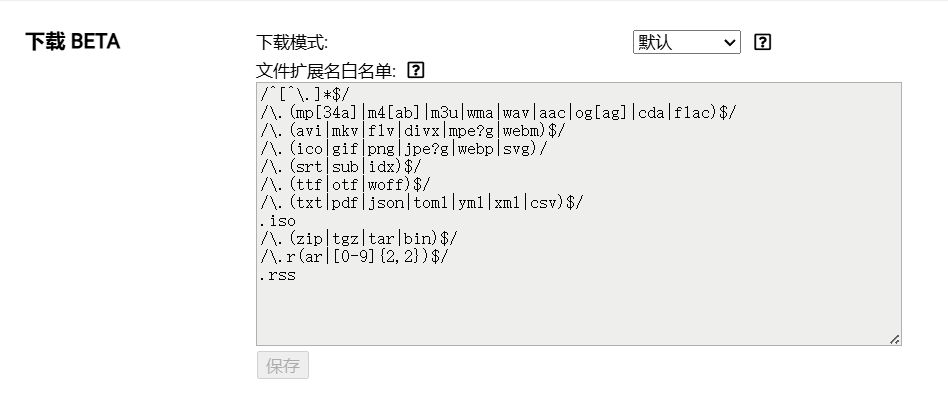 下载 BETA
下载模式:
默认
?
文件扩展名白名单:
?
/^[^\.]*$/
/\.(mp[34a]|m4[ab]|m3u|wma|wav|aac|og[ag]|cda|flac)$/
/\.(avi|mkv|flv|divx|mpe?g|webm)$/
/\.(ico|gif|png|jpe?g|webp|svg)/
/\.(srt|sub|idx)$/
/\.(ttf|otf|woff)$/
/\.(txt|pdf|json|toml|yml|xml|csv)$/
.iso
/\.(zip|tgz|tar|bin)$/
/\.r(ar|[0-9]{2,2})$/
.rss
保存